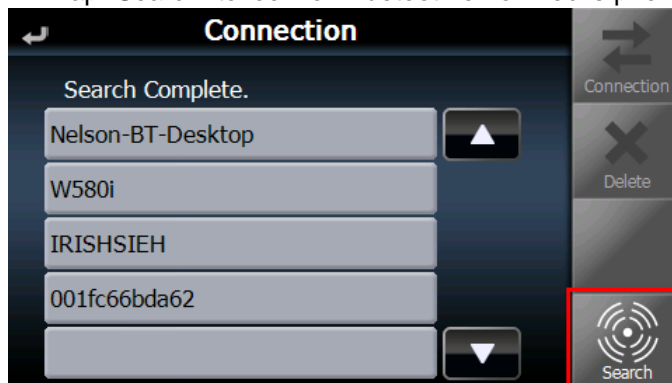 Connection
Search Complete.
Connection
Nelson-BT-Desktop
W580i
Delete
IRISHSIEH
001fc66bda62
Search